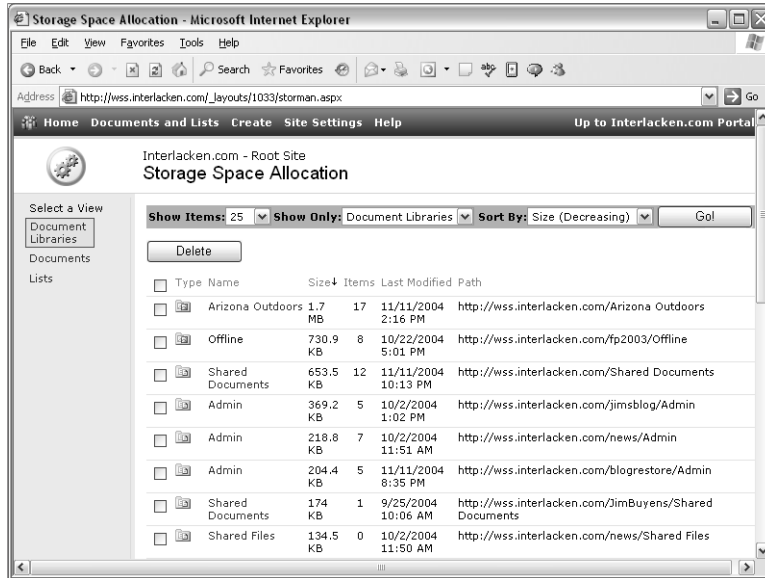 Storage Space Allocation - Microsoft Internet Explorer
File Edit View Favorites Tools Help
Back Search Favorites
Address http://wss.interlacken.com/_layouts/1033/storman.aspx Go
Home Documents and Lists Create Site Settings Help Up to Interlacken.com Portal
Interlacken.com - Root Site
Storage Space Allocation
Select a View
Document
Libraries
Documents
Lists
Show Items: 25 Show Only: Document Libraries Sort By: Size (Decreasing) Go!
Delete
Type Name Size↓ Items Last Modified Path
Arizona Outdoors 1.7 17 11/11/2004 http://wss.interlacken.com/Arizona Outdoors
MB 2:16 PM
Offline 730.9 8 10/22/2004 http://wss.interlacken.com/fp2003/Offline
KB 5:01 PM
Shared 653.5 12 11/11/2004 http://wss.interlacken.com/Shared Documents
Documents KB 10:13 PM
Admin 369.2 5 10/2/2004 http://wss.interlacken.com/jimsblog/Admin
KB 1:02 PM
Admin 218.8 7 10/2/2004 http://wss.interlacken.com/news/Admin
KB 11:51 AM
Admin 204.4 5 11/11/2004 http://wss.interlacken.com/blogrestore/Admin
KB 8:35 PM
Shared 174 1 9/25/2004 http://wss.interlacken.com/JimBuyens/Shared
Documents KB 10:06 AM Documents
Shared Files 134.5 0 10/2/2004 http://wss.interlacken.com/news/Shared Files
KB 11:50 AM